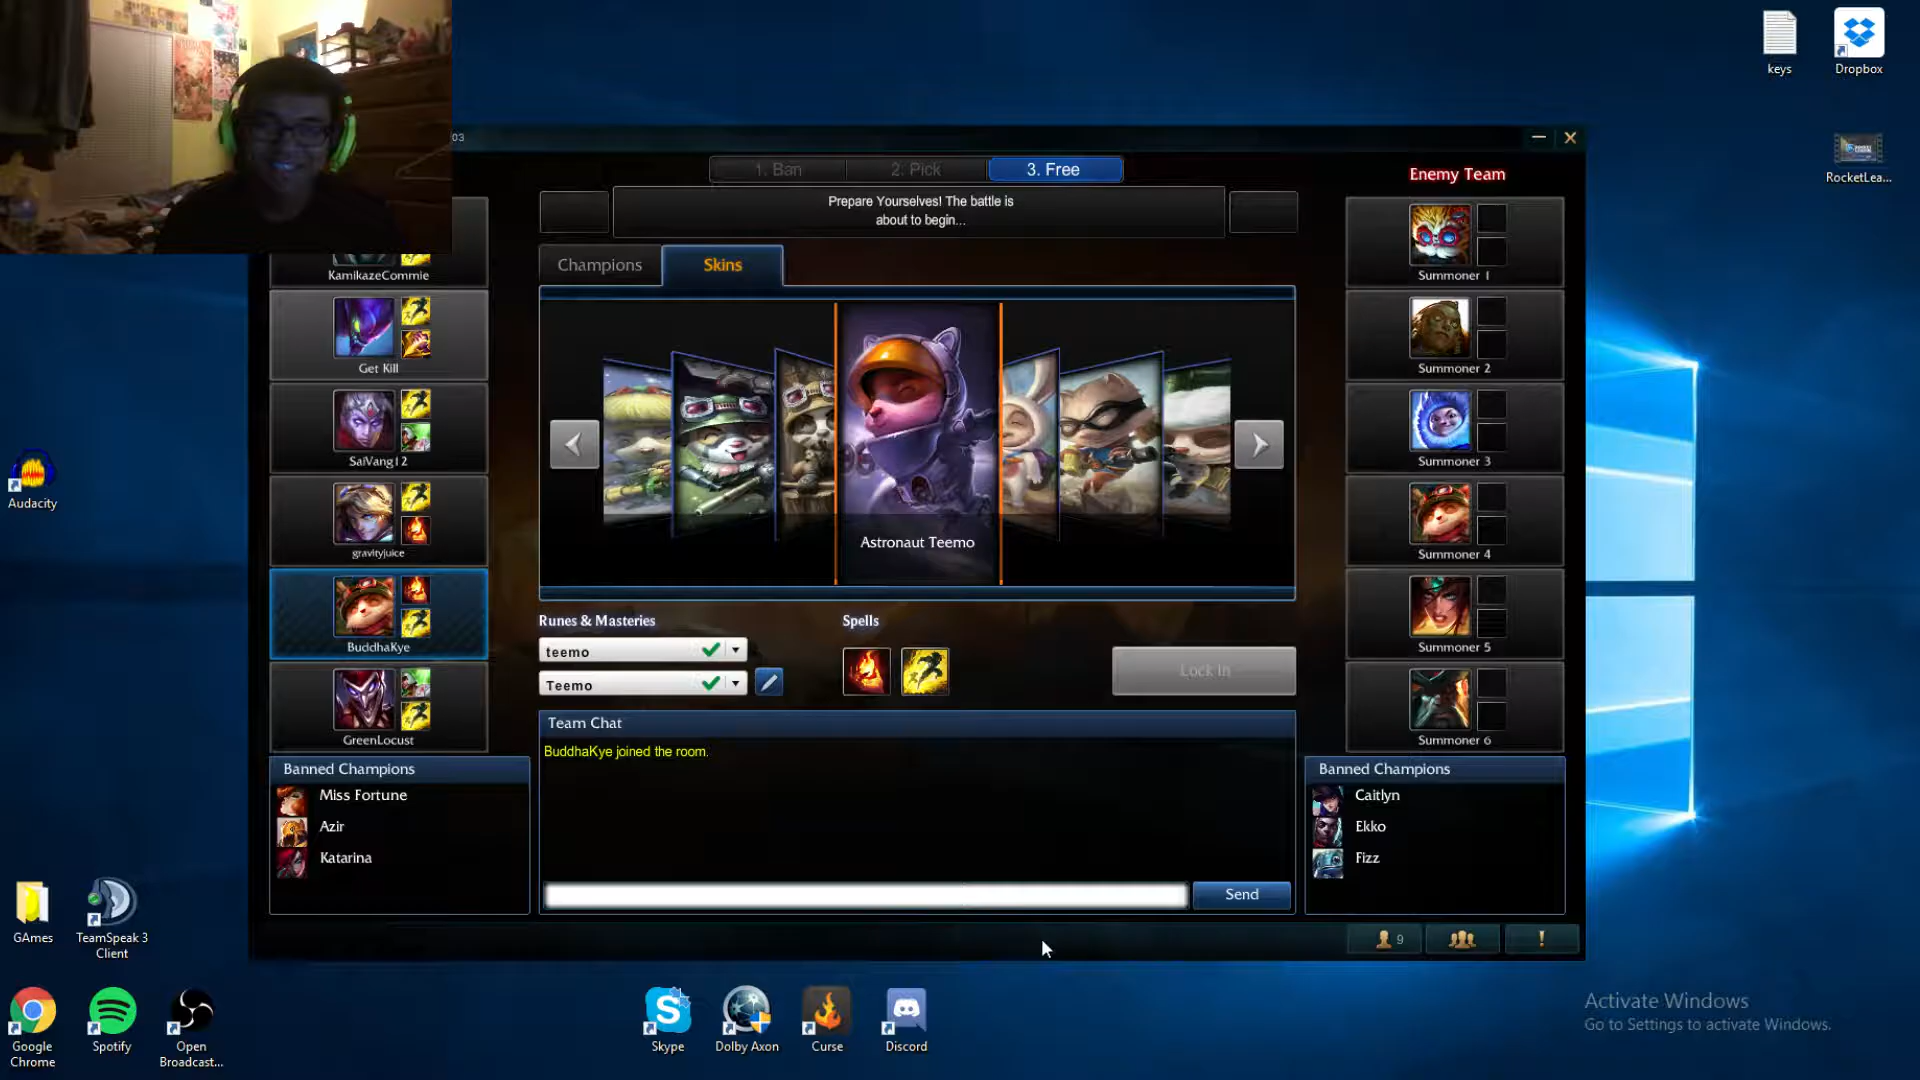 keys
Dropbox
RocketLea...
03
1. Ban
2. Pick
3. Free
Enemy Team
Prepare Yourselves! The battle is
about to begin...
Champions
Skins
KamikazeCommie
Get Kill
SaiVang12
gravityjuice
BuddhaKye
GreenLocust
Astronaut Teemo
Summoner 1
Summoner 2
Summoner 3
Summoner 4
Summoner 5
Summoner 6
Runes & Masteries
teemo
Teemo
Spells
Lock In
Team Chat
BuddhaKye joined the room.
Send
Banned Champions
Miss Fortune
Azir
Katarina
Banned Champions
Caitlyn
Ekko
Fizz
9
Audacity
GAmes
TeamSpeak 3
Client
Google
Chrome
Spotify
Open
Broadcast...
Skype
Dolby Axon
Curse
Discord
Activate Windows
Go to Settings to activate Windows.